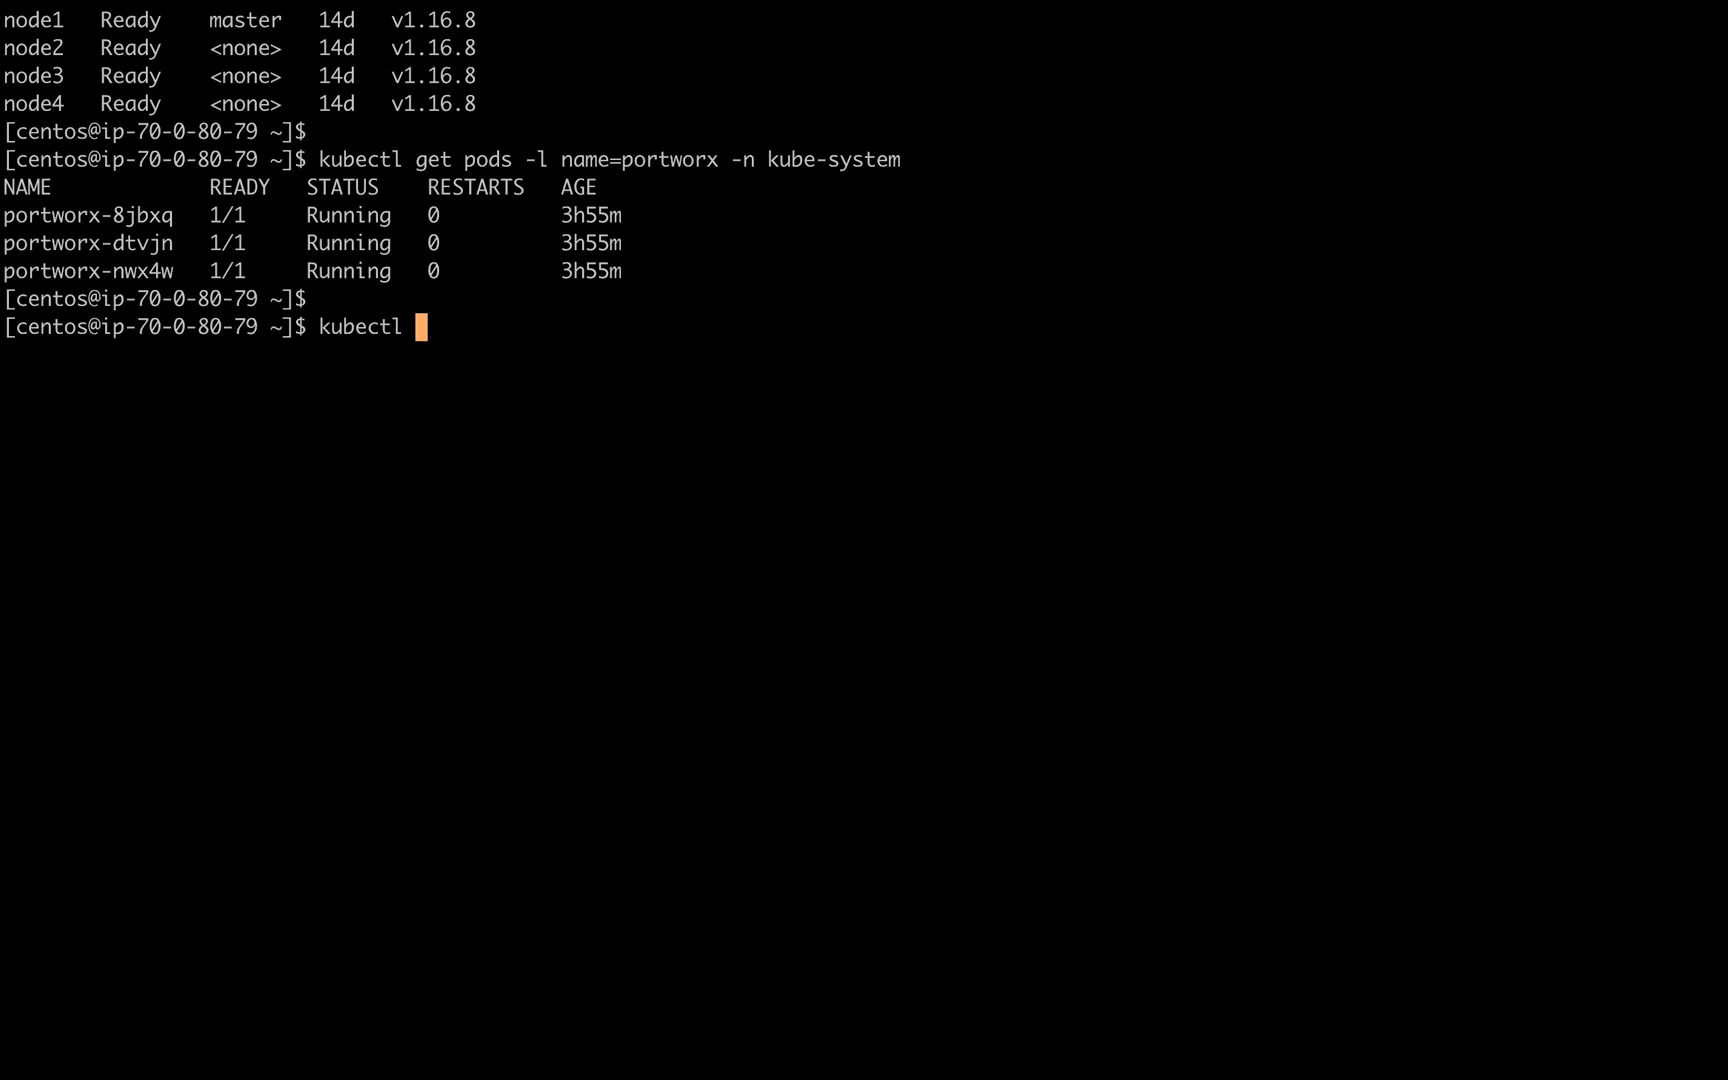 node1 Ready master 14d v1.16.8
node2 Ready <none> 14d v1.16.8
node3 Ready <none> 14d v1.16.8
node4 Ready <none> 14d v1.16.8
[centos@ip-70-0-80-79 ~]$
[centos@ip-70-0-80-79 ~]$ kubectl get pods -l name=portworx -n kube-system
NAME READY STATUS RESTARTS AGE
portworx-8jbxq 1/1 Running 0 3h55m
portworx-dtvjn 1/1 Running 0 3h55m
portworx-nwx4w 1/1 Running 0 3h55m
[centos@ip-70-0-80-79 ~]$
[centos@ip-70-0-80-79 ~]$ kubectl